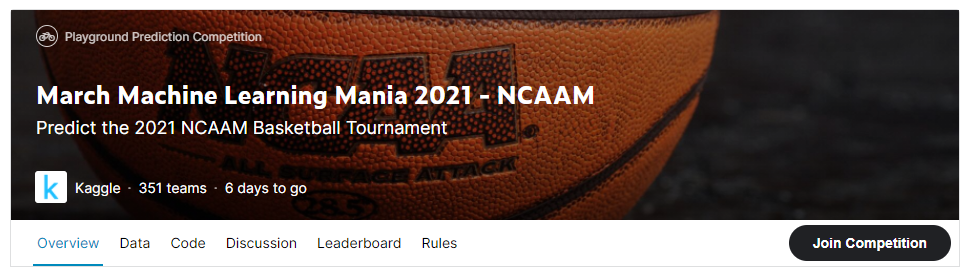 Playground Prediction Competition
NCAA
March Machine Learning Mania 2021 - NCAAM
Predict the 2021 NCAAM Basketball Tournament
ALL SURFACE ATTACK
k
Kaggle · 351 teams · 6 days to go
Overview Data Code Discussion Leaderboard Rules Join Competition